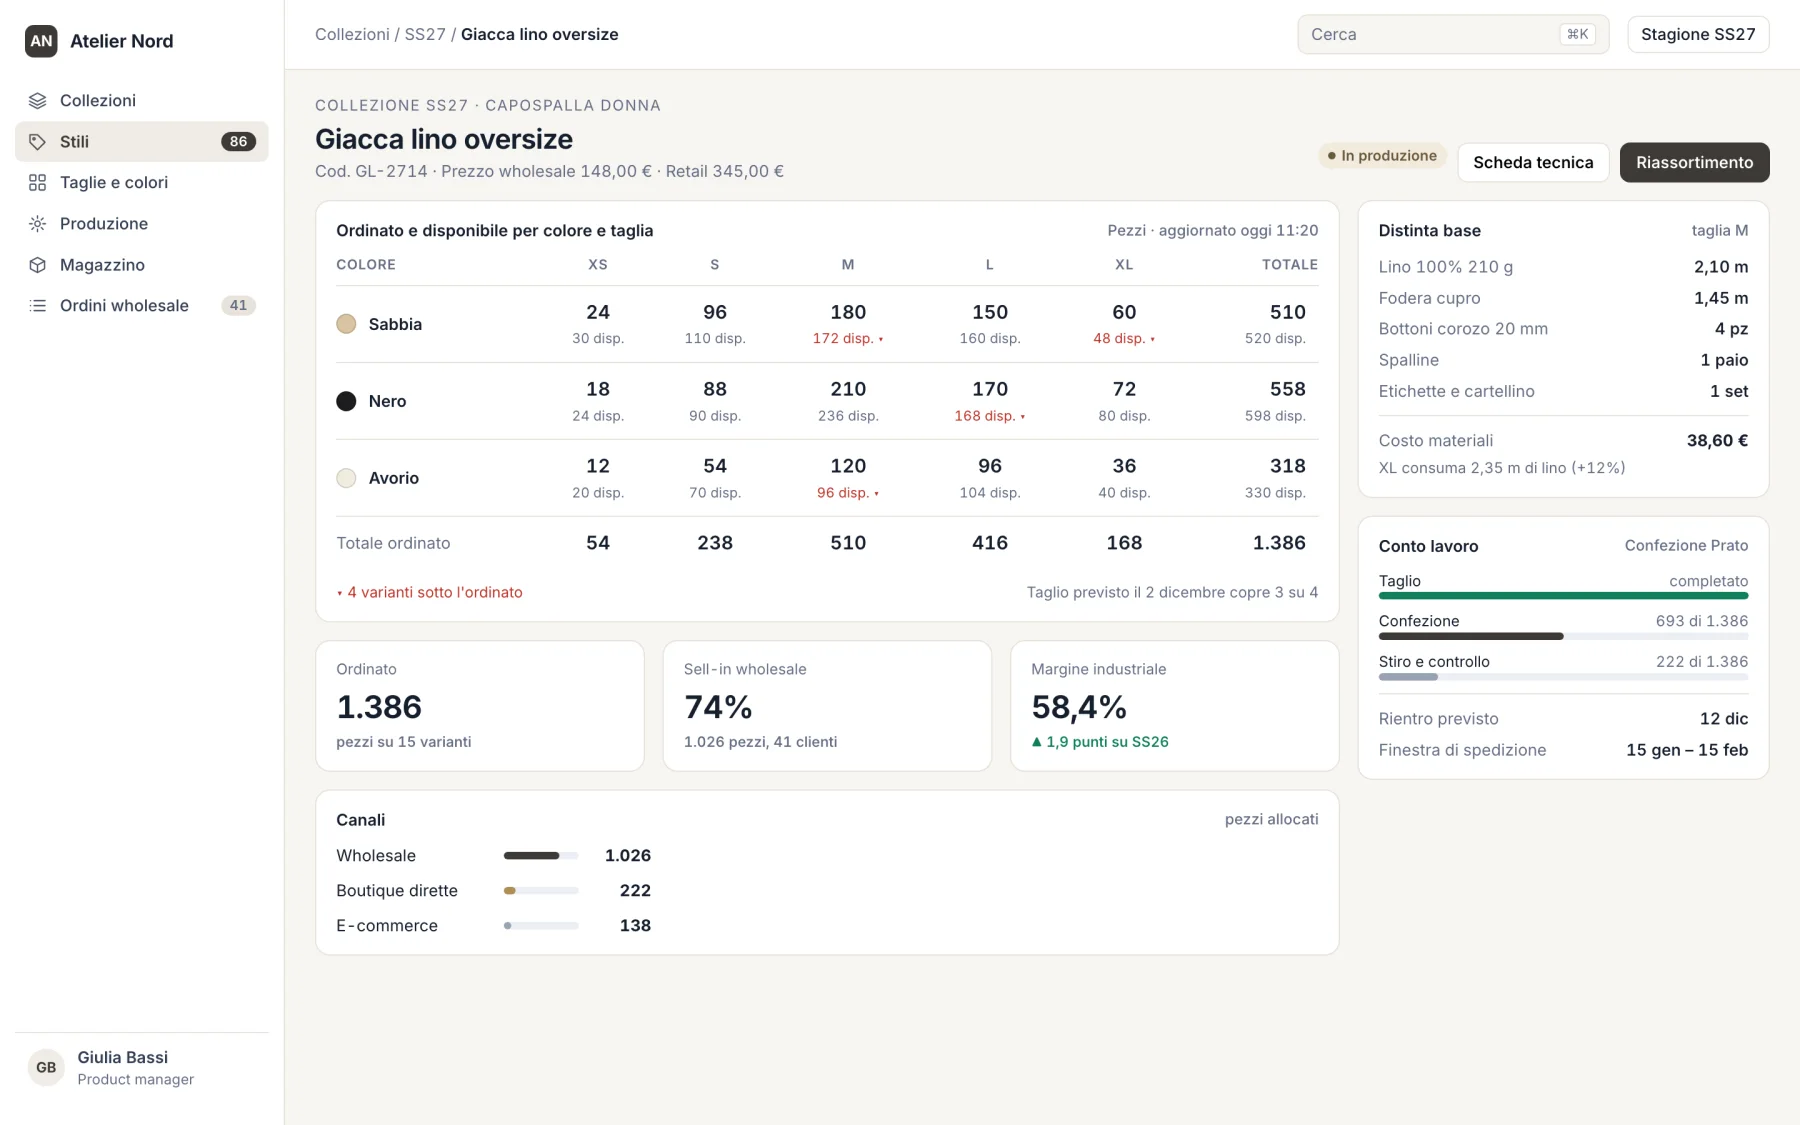 AN Atelier Nord
Collezioni
Stili 86
Taglie e colori
Produzione
Magazzino
Ordini wholesale 41
GB Giulia Bassi
Product manager
Collezioni / SS27 / Giacca lino oversize
Cerca ⌘K
Stagione SS27
COLLEZIONE SS27 · CAPOSPALLA DONNA
Giacca lino oversize
Cod. GL-2714 · Prezzo wholesale 148,00 € · Retail 345,00 €
In produzione
Scheda tecnica
Riassortimento
Ordinato e disponibile per colore e taglia Pezzi · aggiornato oggi 11:20
COLORE XS S M L XL TOTALE
Sabbia 24 96 180 150 60 510
30 disp. 110 disp. 172 disp. ▾ 160 disp. 48 disp. ▾ 520 disp.
Nero 18 88 210 170 72 558
24 disp. 90 disp. 236 disp. 168 disp. ▾ 80 disp. 598 disp.
Avorio 12 54 120 96 36 318
20 disp. 70 disp. 96 disp. ▾ 104 disp. 40 disp. 330 disp.
Totale ordinato 54 238 510 416 168 1.386
▾ 4 varianti sotto l'ordinato Taglio previsto il 2 dicembre copre 3 su 4
Ordinato
1.386
pezzi su 15 varianti
Sell-in wholesale
74%
1.026 pezzi, 41 clienti
Margine industriale
58,4%
▲ 1,9 punti su SS26
Canali pezzi allocati
Wholesale 1.026
Boutique dirette 222
E-commerce 138
Distinta base taglia M
Lino 100% 210 g 2,10 m
Fodera cupro 1,45 m
Bottoni corozo 20 mm 4 pz
Spalline 1 paio
Etichette e cartellino 1 set
Costo materiali 38,60 €
XL consuma 2,35 m di lino (+12%)
Conto lavoro Confezione Prato
Taglio completato
Confezione 693 di 1.386
Stiro e controllo 222 di 1.386
Rientro previsto 12 dic
Finestra di spedizione 15 gen – 15 feb